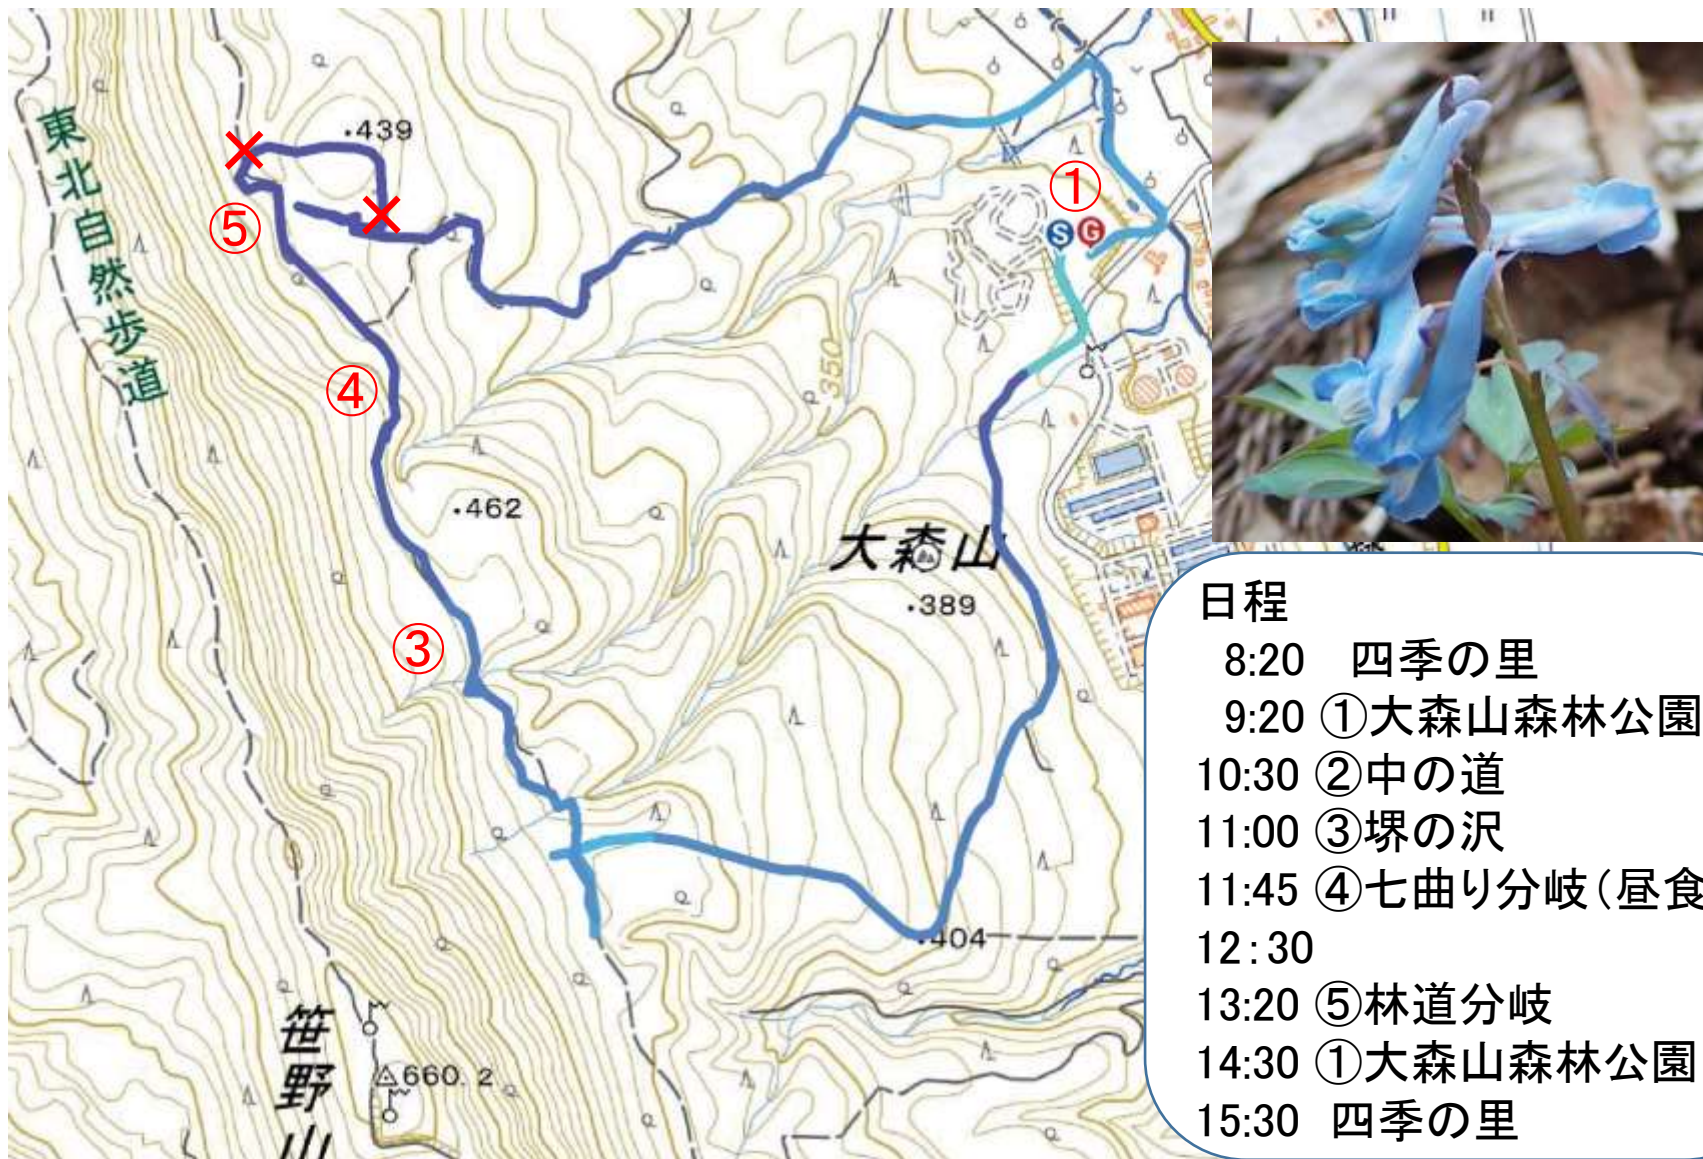 東北自然歩道
・439
①
S G
⑤
350
④
・462
大森山
・389
③
・404
笹野山
660.2
日程
8:20 四季の里
9:20 ①大森山森林公園
10:30 ②中の道
11:00 ③堺の沢
11:45 ④七曲り分岐(昼食
12:30
13:20 ⑤林道分岐
14:30 ①大森山森林公園
15:30 四季の里